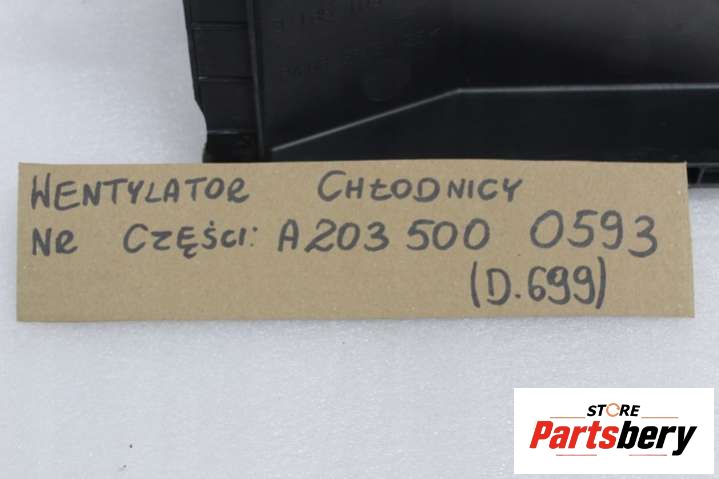 WENTYLATOR CHŁODNICY
NR CZĘŚCI: A203 500 0593
(D.699)
STORE
Partsbery